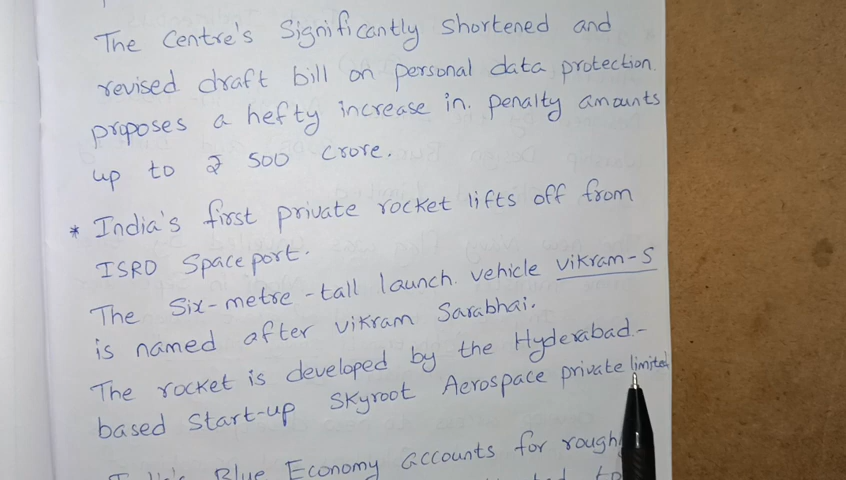 The Centre's Significantly Shortened and
revised draft bill on personal data protection.
proposes a hefty increase in. penalty amounts
up to ₹ 500 crore.
* India's first private rocket lifts off from
ISRO Spaceport.
The Six-metre-tall launch vehicle Vikram-S
is named after vikram Sarabhai.
The rocket is developed by the Hyderabad-
based Start-up Skyroot Aerospace private limited
Blue Economy accounts for